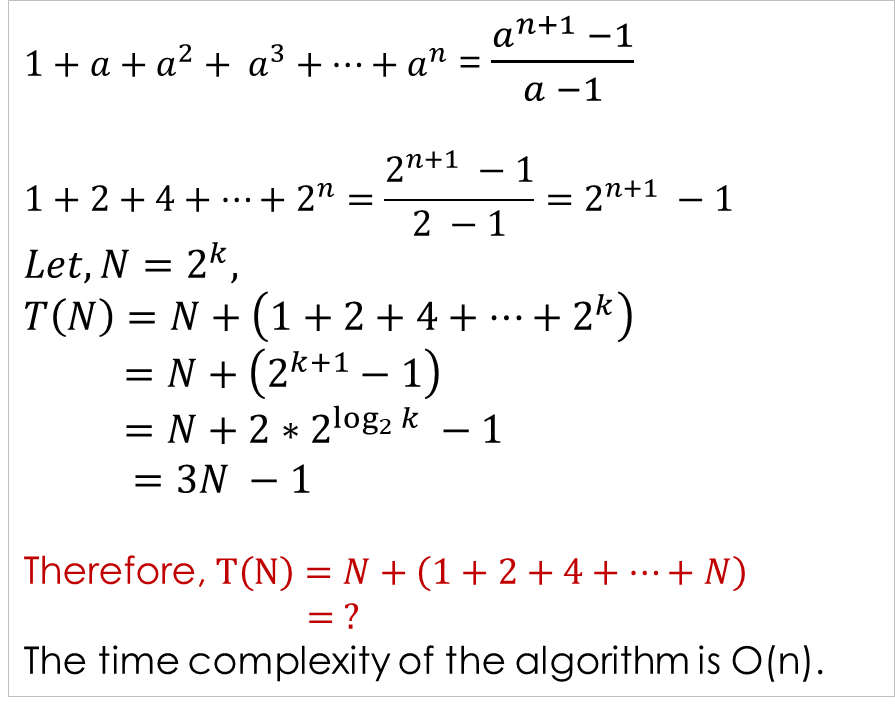 1 + a + a² + a³ + ⋯ + aⁿ = (aⁿ⁺¹ − 1)/(a − 1)
1 + 2 + 4 + ⋯ + 2ⁿ = (2ⁿ⁺¹ − 1)/(2 − 1) = 2ⁿ⁺¹ − 1
Let, N = 2ᵏ,
T(N) = N + (1 + 2 + 4 + ⋯ + 2ᵏ)
= N + (2ᵏ⁺¹ − 1)
= N + 2 * 2^(log₂ k) − 1
= 3N − 1
Therefore, T(N) = N + (1 + 2 + 4 + ⋯ + N)
= ?
The time complexity of the algorithm is O(n).